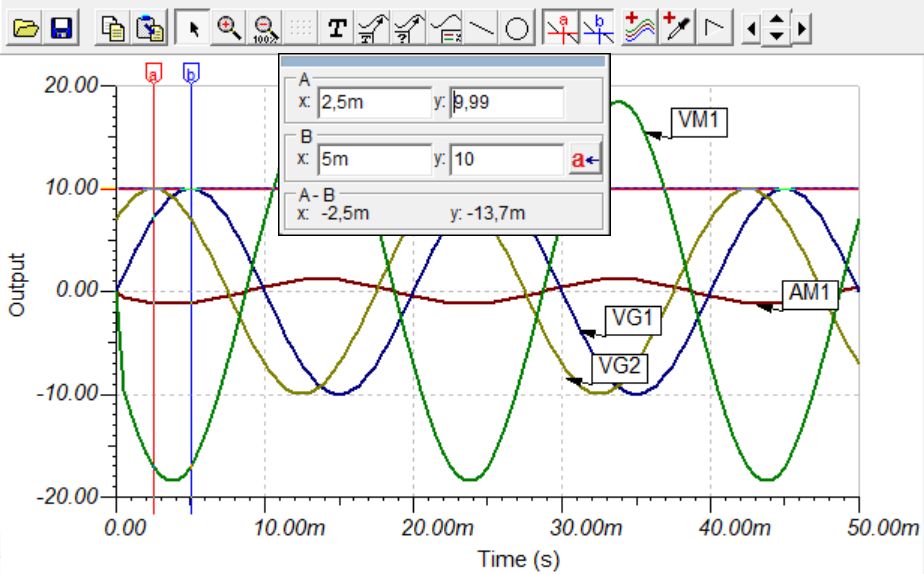 100%
T
?
a
b
a
b
A
x: 2,5m y: 9,99
B
x: 5m y: 10 a
A - B
x: -2,5m y: -13,7m
20.00
10.00
0.00
-10.00
-20.00
Output
VM1
AM1
VG1
VG2
0.00 10.00m 20.00m 30.00m 40.00m 50.00m
Time (s)